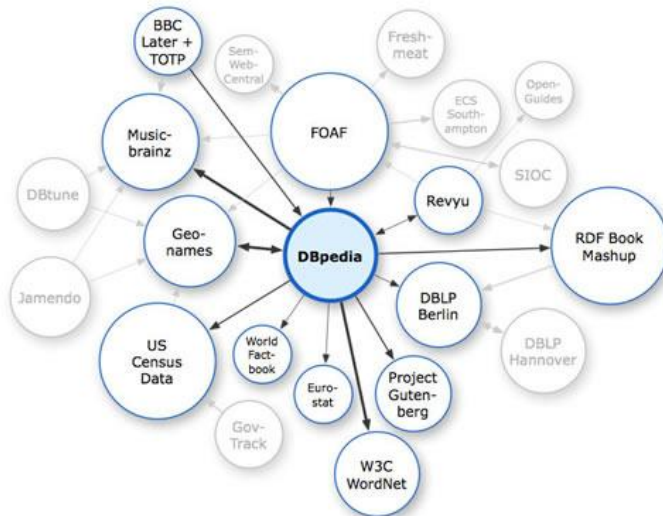 BBC
Later +
TOTP
Sem-
Web-
Central
Fresh-
meat
FOAF
ECS
South-
ampton
Open-
Guides
Music-
brainz
SIOC
DBtune
Revyu
Geo-
names
DBpedia
RDF Book
Mashup
Jamendo
DBLP
Berlin
US
Census
Data
World
Fact-
book
Euro-
stat
Project
Guten-
berg
DBLP
Hannover
Gov-
Track
W3C
WordNet